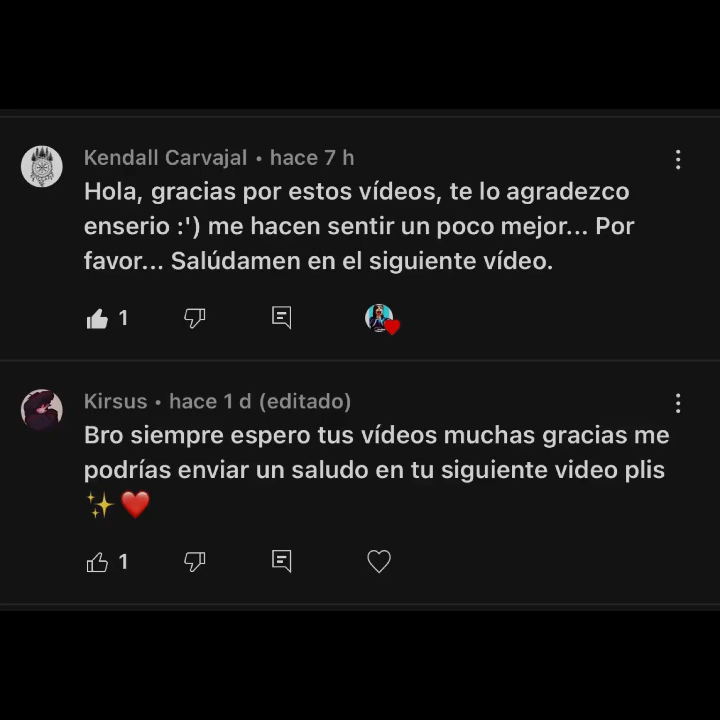 Kendall Carvajal • hace 7 h
Hola, gracias por estos vídeos, te lo agradezco
enserio :') me hacen sentir un poco mejor... Por
favor... Salúdamen en el siguiente vídeo.
1
Kirsus • hace 1 d (editado)
Bro siempre espero tus vídeos muchas gracias me
podrías enviar un saludo en tu siguiente video plis
✨❤️
1